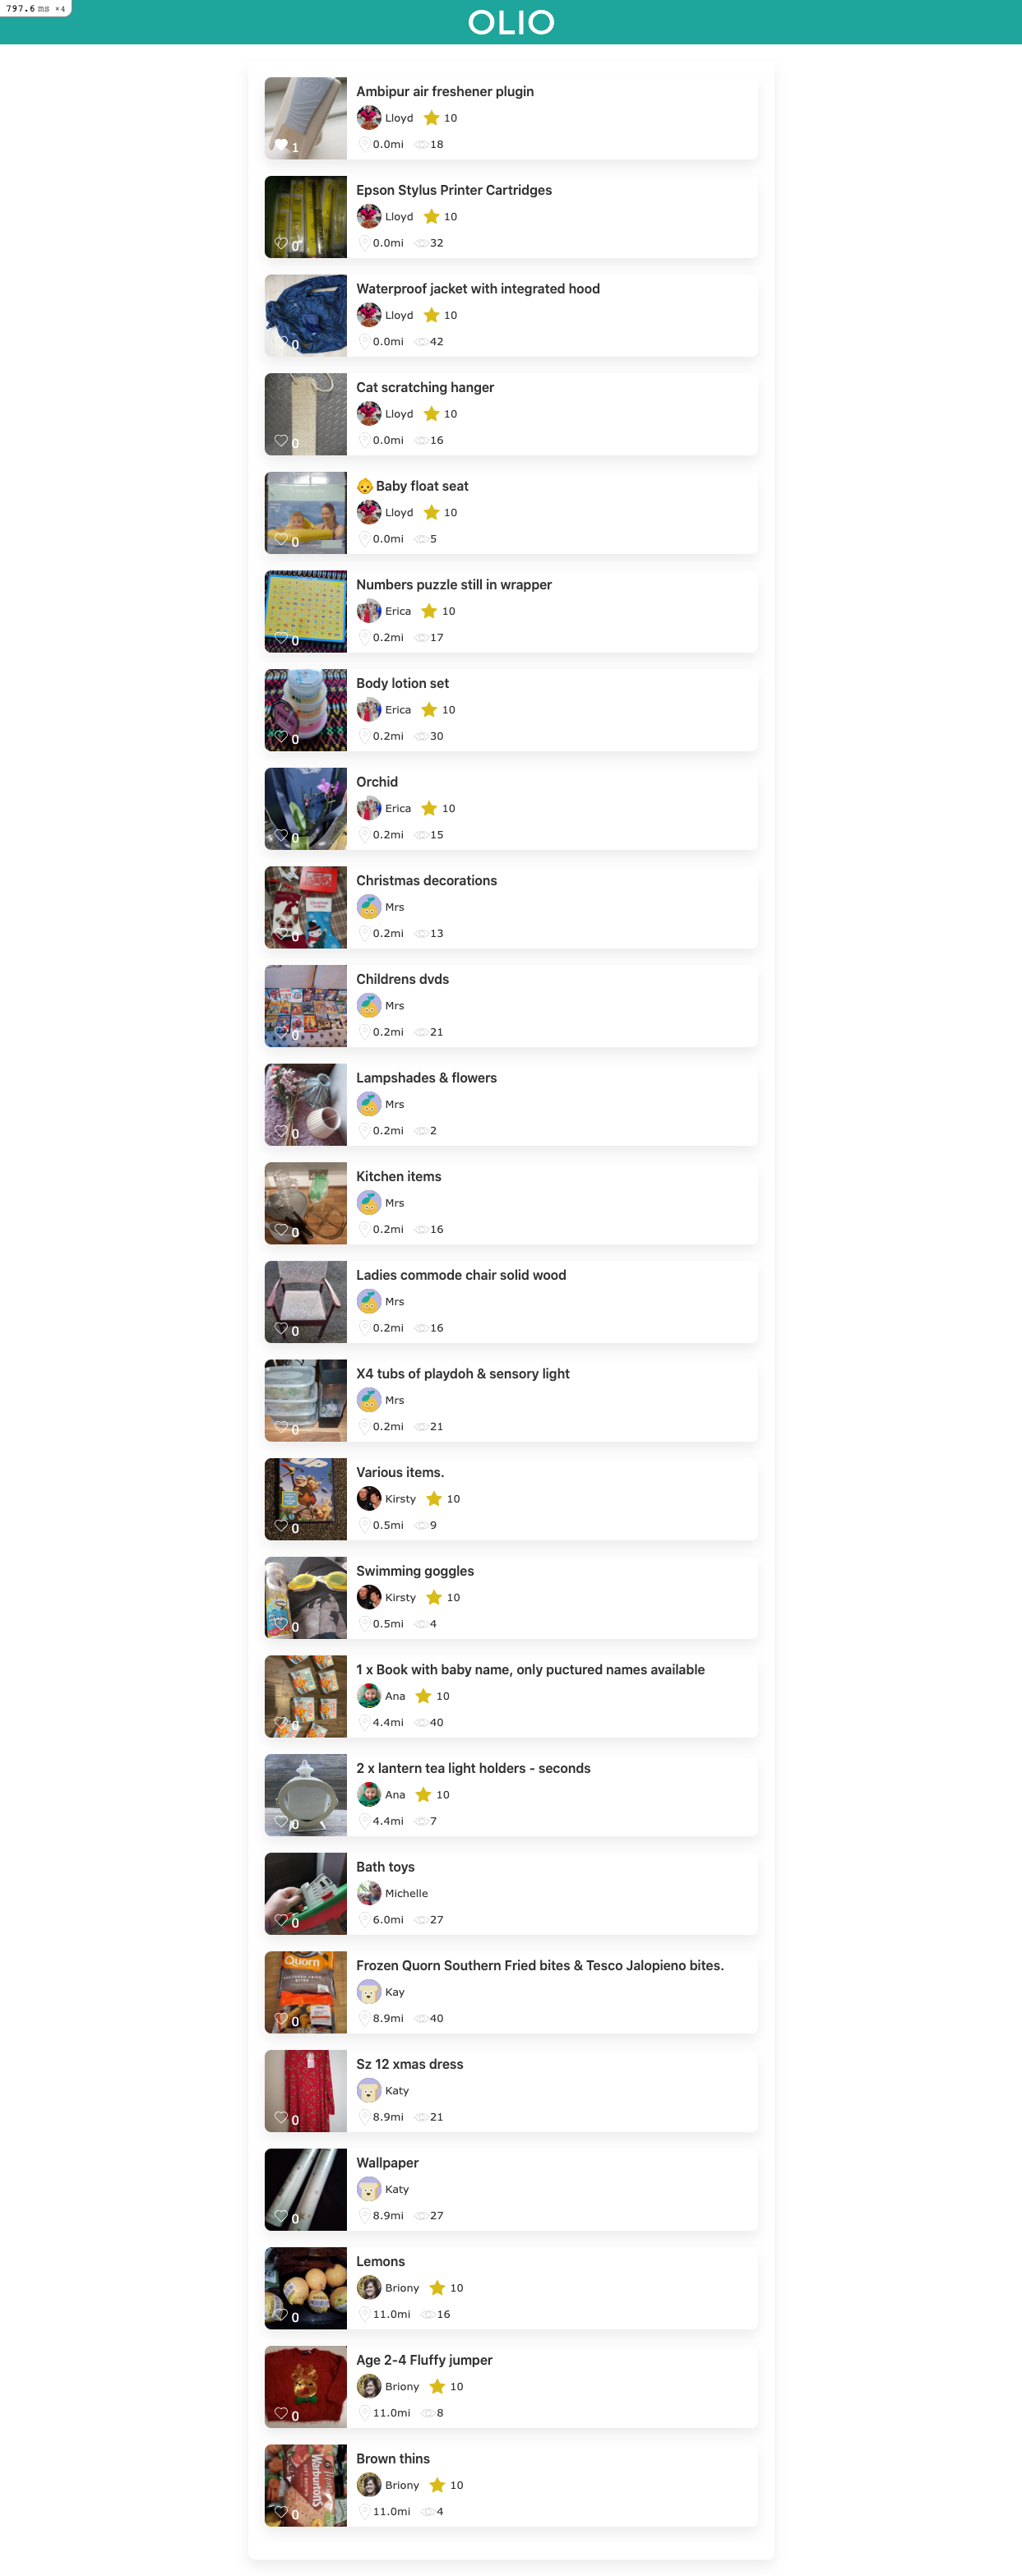 797.6 ms ×4
OLIO
Ambipur air freshener plugin
Lloyd 10
1
0.0mi 18
Epson Stylus Printer Cartridges
Lloyd 10
0
0.0mi 32
Waterproof jacket with integrated hood
Lloyd 10
0
0.0mi 42
Cat scratching hanger
Lloyd 10
0
0.0mi 16
👶 Baby float seat
Lloyd 10
0
0.0mi 5
Numbers puzzle still in wrapper
Erica 10
0
0.2mi 17
Body lotion set
Erica 10
0
0.2mi 30
Orchid
Erica 10
0
0.2mi 15
Christmas decorations
Mrs
0
0.2mi 13
Childrens dvds
Mrs
0
0.2mi 21
Lampshades & flowers
Mrs
0
0.2mi 2
Kitchen items
Mrs
0
0.2mi 16
Ladies commode chair solid wood
Mrs
0
0.2mi 16
X4 tubs of playdoh & sensory light
Mrs
0
0.2mi 21
UP
Various items.
Kirsty 10
0
0.5mi 9
Swimming goggles
Kirsty 10
0
0.5mi 4
1 x Book with baby name, only puctured names available
Ana 10
0
4.4mi 40
2 x lantern tea light holders - seconds
Ana 10
0
4.4mi 7
Bath toys
Michelle
0
6.0mi 27
Quorn
Frozen Quorn Southern Fried bites & Tesco Jalopieno bites.
Kay
0
8.9mi 40
Sz 12 xmas dress
Katy
0
8.9mi 21
Wallpaper
Katy
0
8.9mi 27
Lemons
Briony 10
0
11.0mi 16
Age 2-4 Fluffy jumper
Briony 10
0
11.0mi 8
Warburtons
Brown thins
Briony 10
0
11.0mi 4